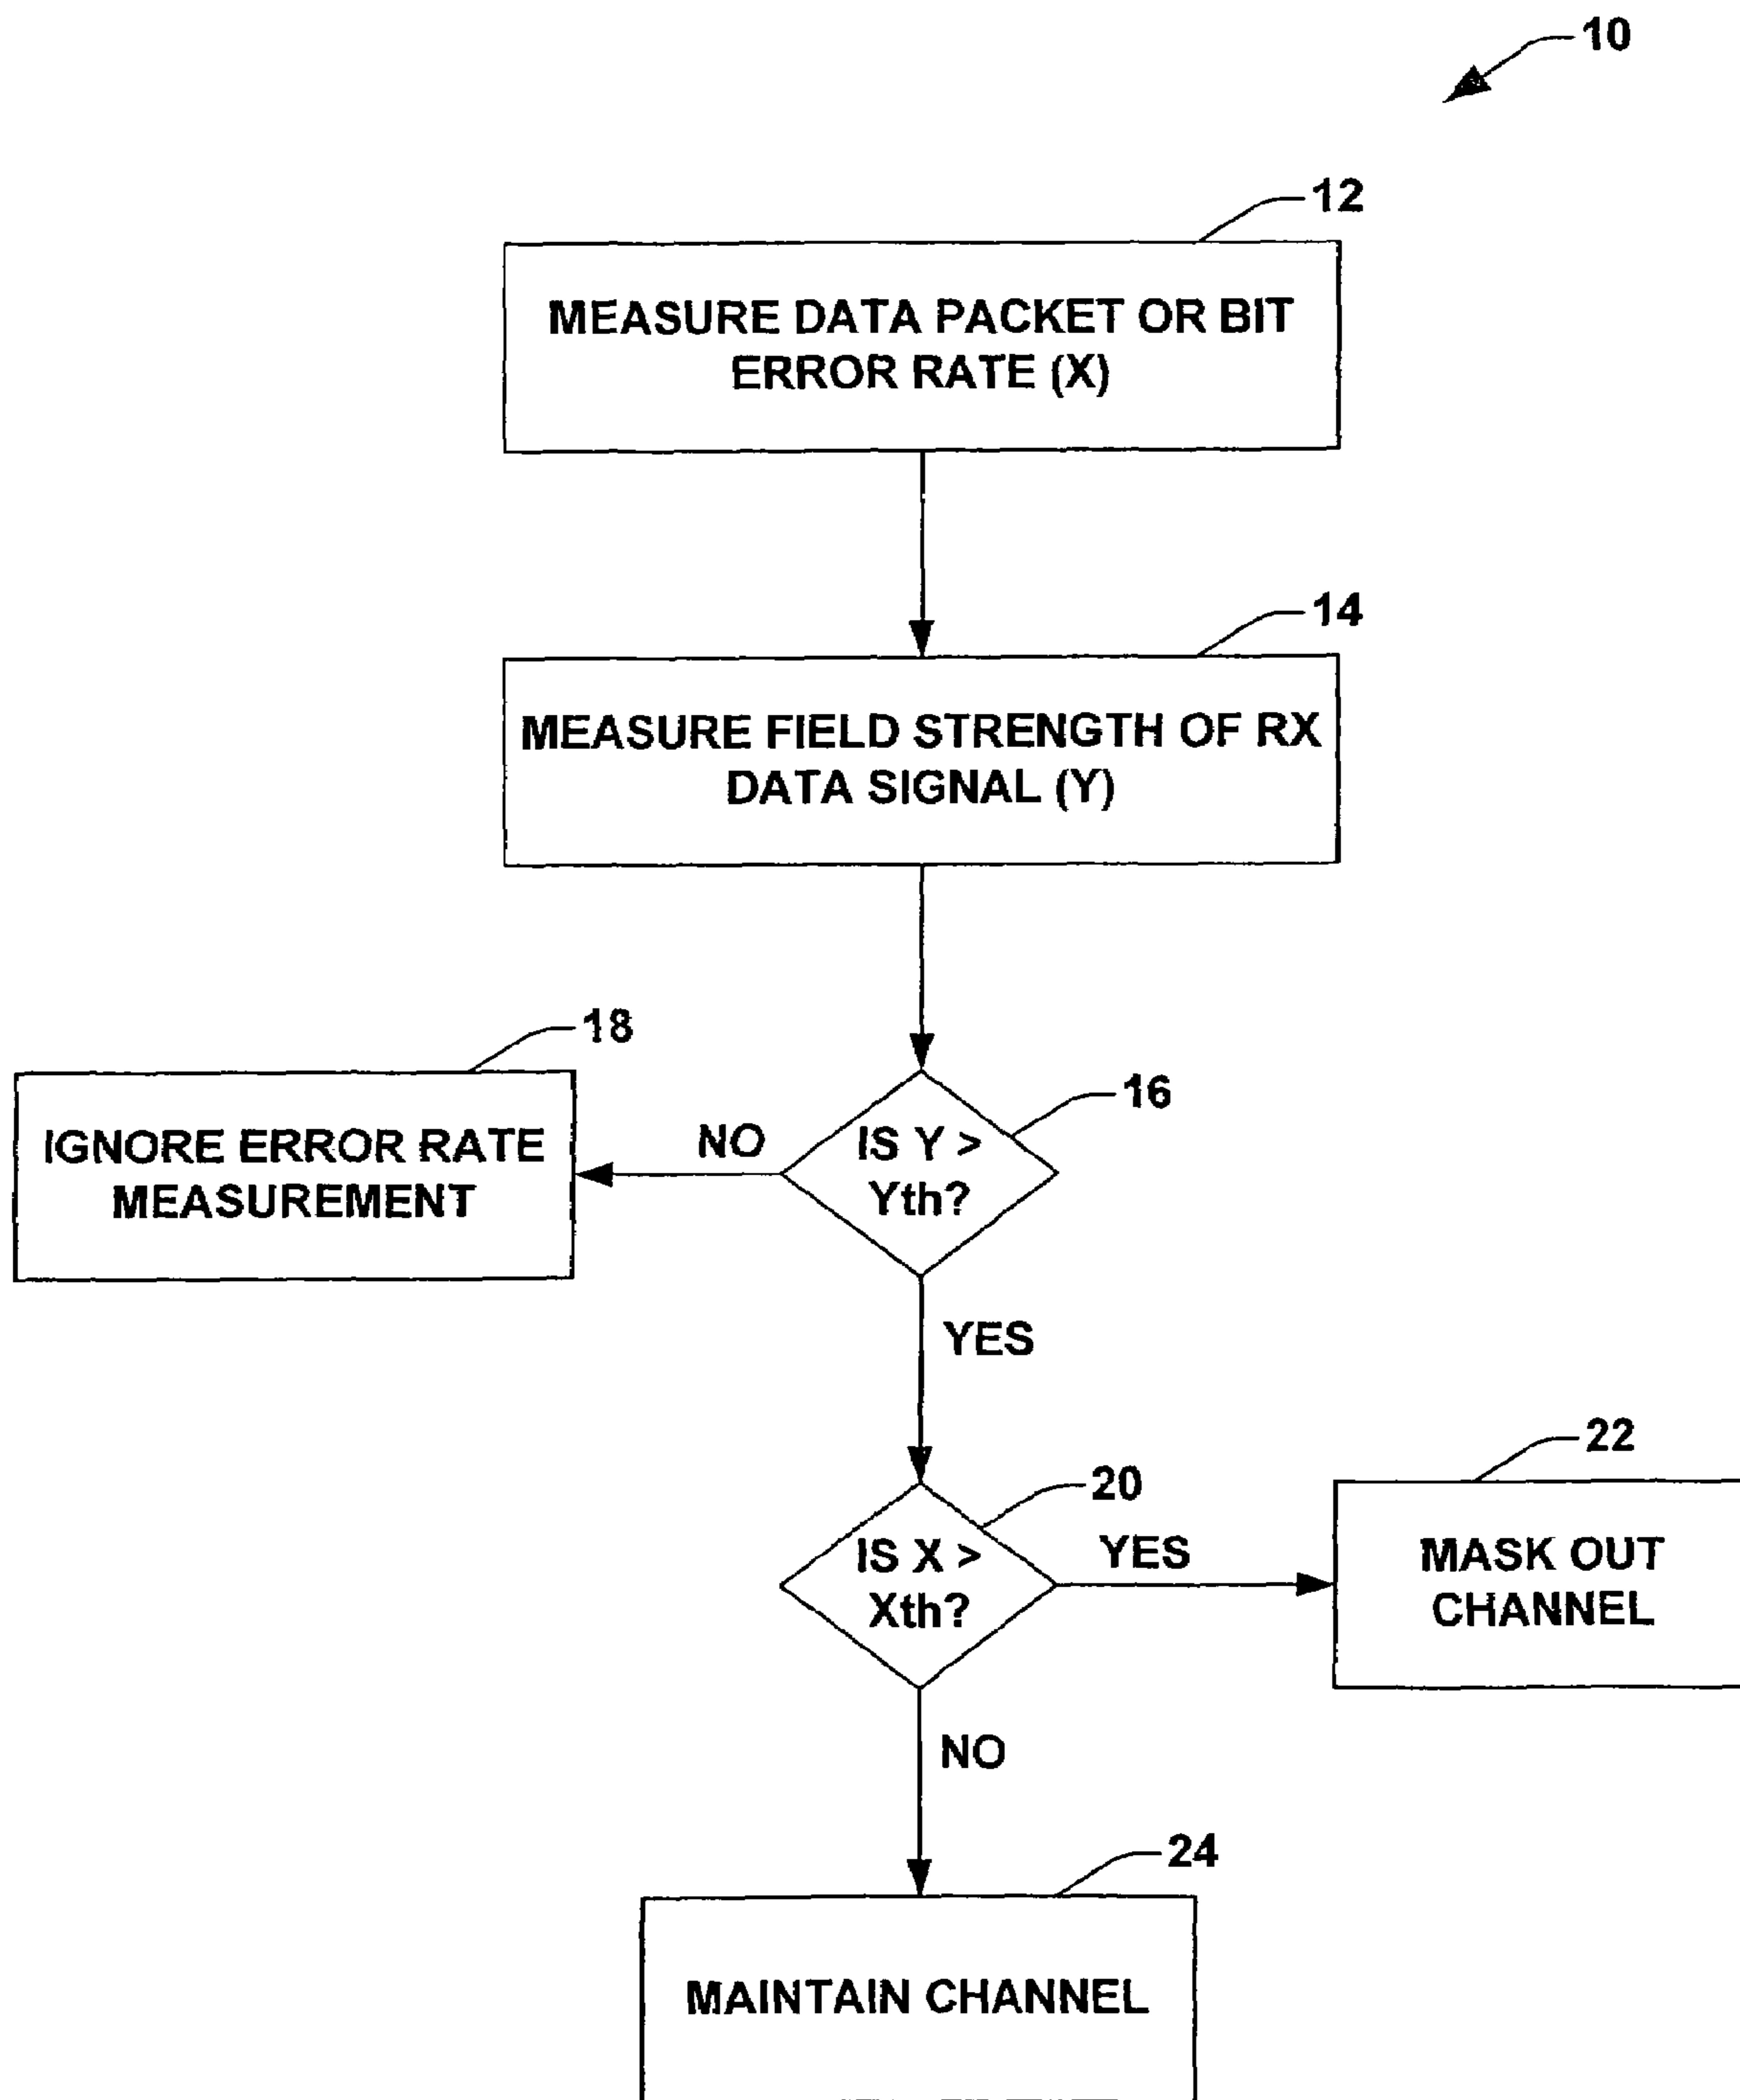 10
12
MEASURE DATA PACKET OR BIT
ERROR RATE (X)
14
MEASURE FIELD STRENGTH OF RX
DATA SIGNAL (Y)
18
IGNORE ERROR RATE
MEASUREMENT
NO
16
IS Y >
Yth?
YES
20
IS X >
Xth?
YES
22
MASK OUT
CHANNEL
NO
24
MAINTAIN CHANNEL